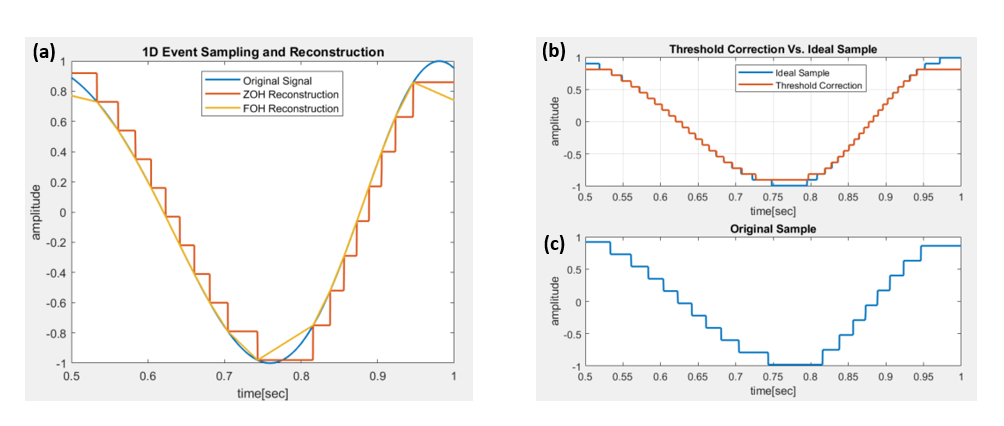 (a)
1D Event Sampling and Reconstruction
Original Signal
ZOH Reconstruction
FOH Reconstruction
amplitude
1
0.8
0.6
0.4
0.2
0
-0.2
-0.4
-0.6
-0.8
-1
0.5 0.6 0.7 0.8 0.9 1
time[sec]
(b)
Threshold Correction Vs. Ideal Sample
Ideal Sample
Threshold Correction
amplitude
1
0.5
0
-0.5
-1
0.5 0.55 0.6 0.65 0.7 0.75 0.8 0.85 0.9 0.95 1
time[sec]
(c)
Original Sample
amplitude
1
0.5
0
-0.5
-1
0.5 0.55 0.6 0.65 0.7 0.75 0.8 0.85 0.9 0.95 1
time[sec]